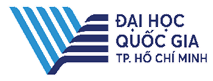 ĐẠI HỌC
QUỐC GIA
TP. HỒ CHÍ MINH